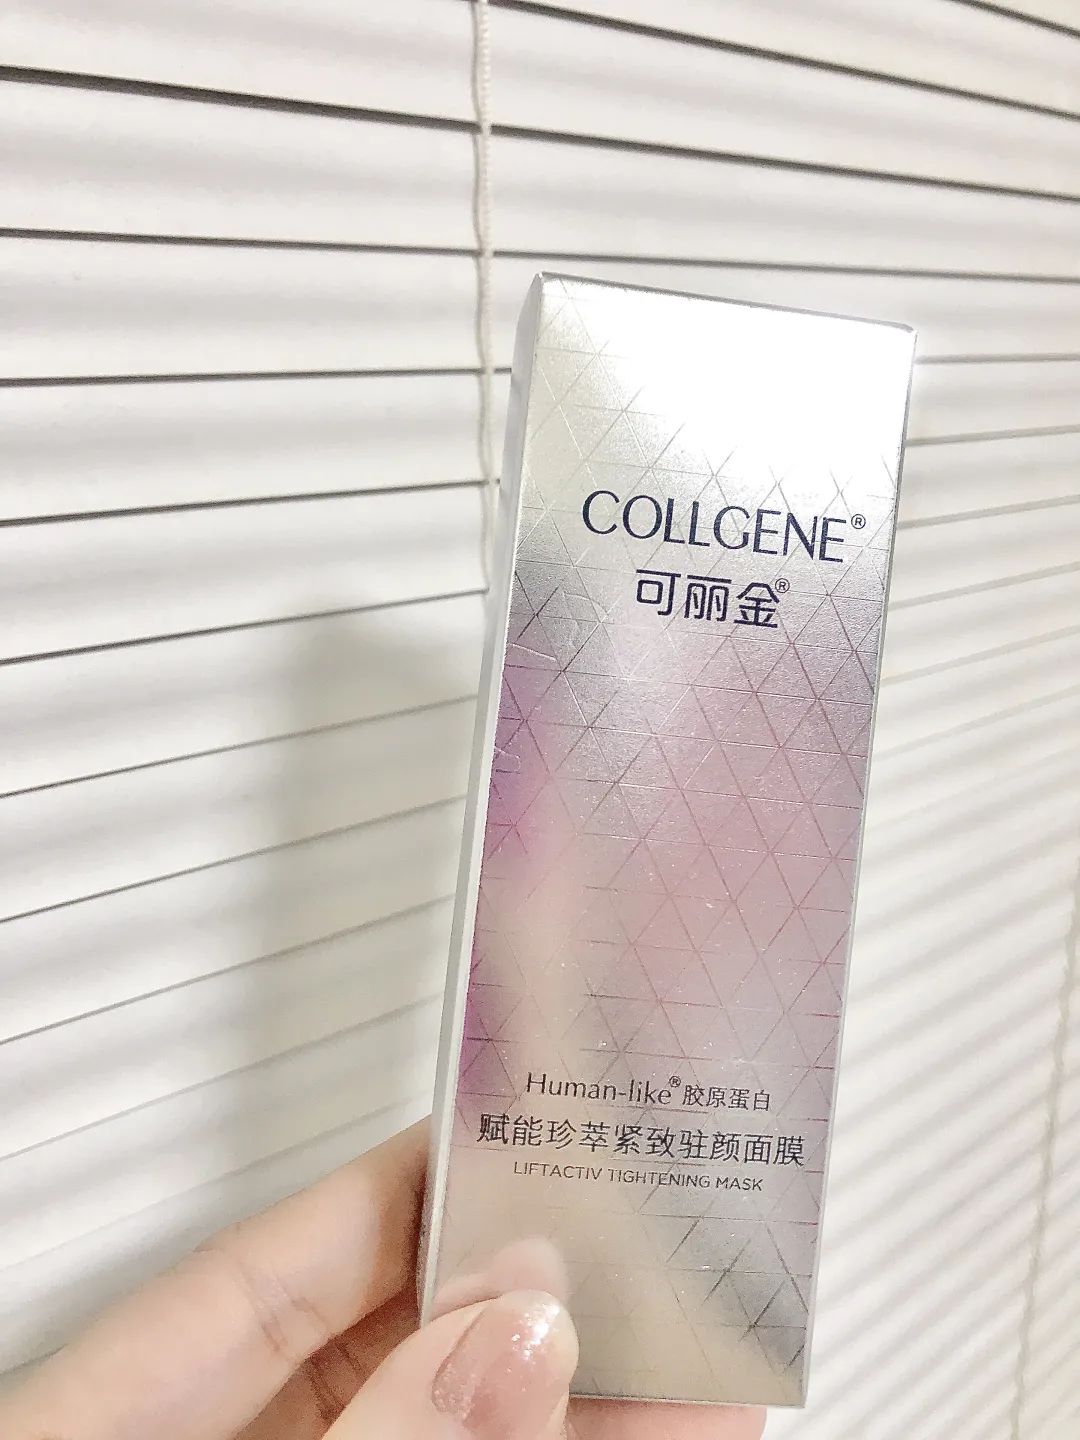 COLLGENE®
可丽金®
Human-like®胶原蛋白
赋能珍萃紧致驻颜面膜
LIFTACTIV TIGHTENING MASK